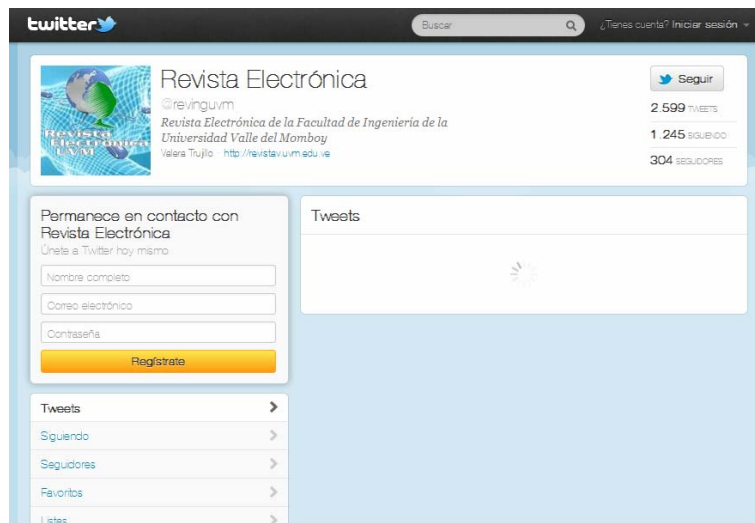 twitter
Buscar
¿Tienes cuenta? Iniciar sesión
Revista
Electrónica
UVM
Revista Electrónica
@revinguvm
Revista Electrónica de la Facultad de Ingeniería de la
Universidad Valle del Momboy
Valera Trujillo · http://revistav.uvm.edu.ve
Seguir
2.599 TWEETS
1.245 SIGUIENDO
304 SEGUIDORES
Permanece en contacto con
Revista Electrónica
Únete a Twitter hoy mismo
Nombre completo
Correo electrónico
Contraseña
Regístrate
Tweets
Siguiendo
Seguidores
Favoritos
Listas
Tweets